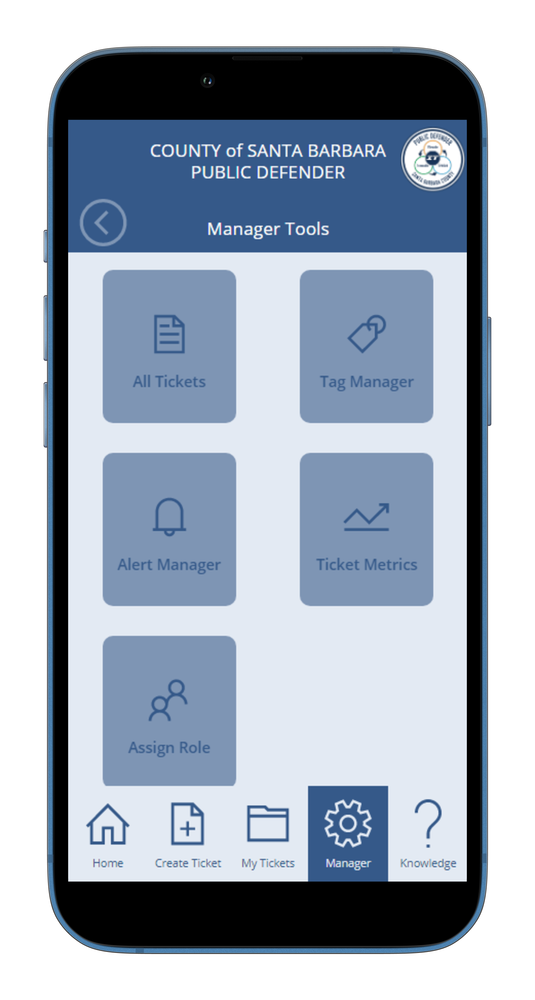 COUNTY of SANTA BARBARA
PUBLIC DEFENDER
PUBLIC DEFENDER
IT
SANTA BARBARA COUNTY
Manager Tools
All Tickets
Tag Manager
Alert Manager
Ticket Metrics
Assign Role
Home
Create Ticket
My Tickets
Manager
Knowledge